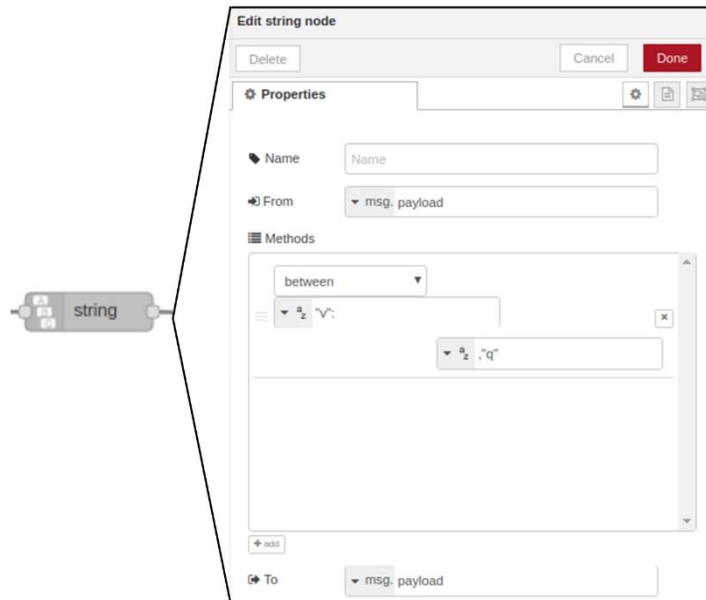 Edit string node
Delete Cancel Done
Properties
Name Name
From msg. payload
Methods
between
a z "v":
a z ,"q"
A
B
C
string
+ add
To msg. payload